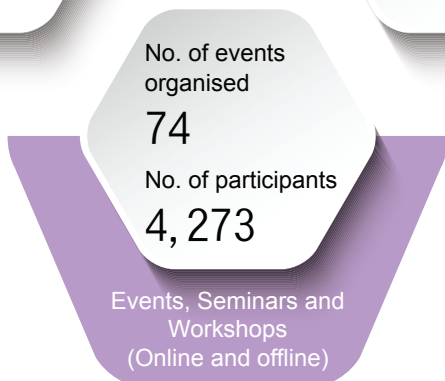 No. of events
organised
74
No. of participants
4, 273
Events, Seminars and
Workshops
(Online and offline)